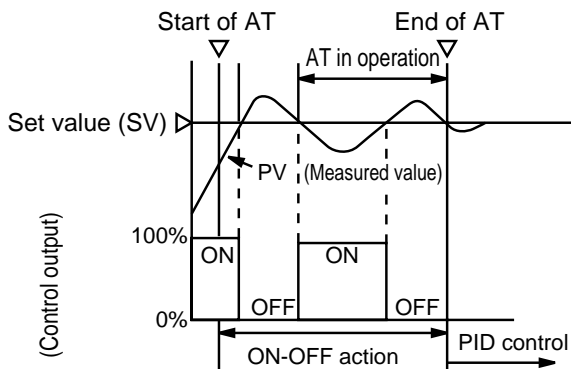 Start of AT
End of AT
AT in operation
Set value (SV)
PV
(Measured value)
(Control output)
100%
ON
ON
OFF
OFF
0%
ON-OFF action
PID control